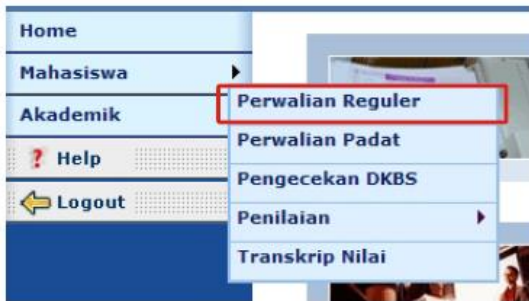 Home
Mahasiswa
Akademik
Help
Logout
Perwalian Reguler
Perwalian Padat
Pengecekan DKBS
Penilaian
Transkrip Nilai